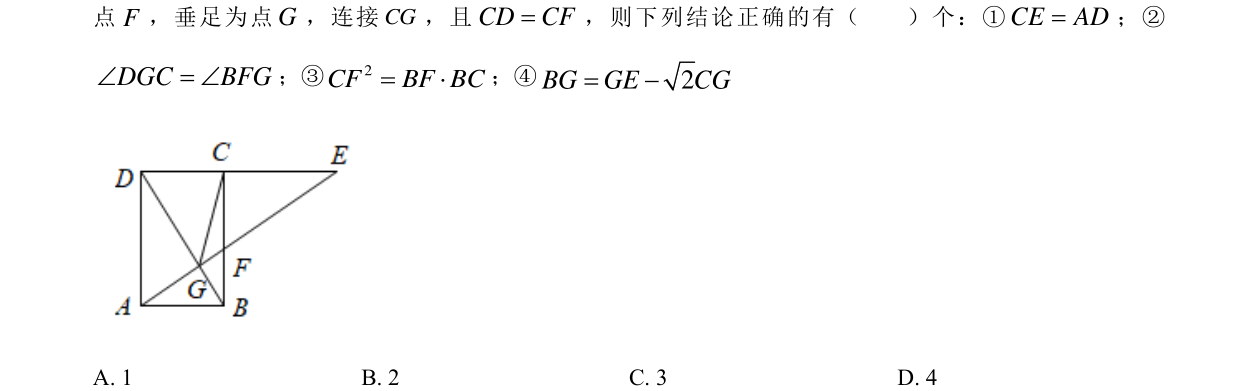 点 F，垂足为点 G，连接 CG，且 CD = CF，则下列结论正确的有（　　）个：① CE = AD；②
∠DGC = ∠BFG；③ CF² = BF · BC；④ BG = GE − √2CG
C
E
D
F
G
A
B
A. 1 B. 2 C. 3 D. 4